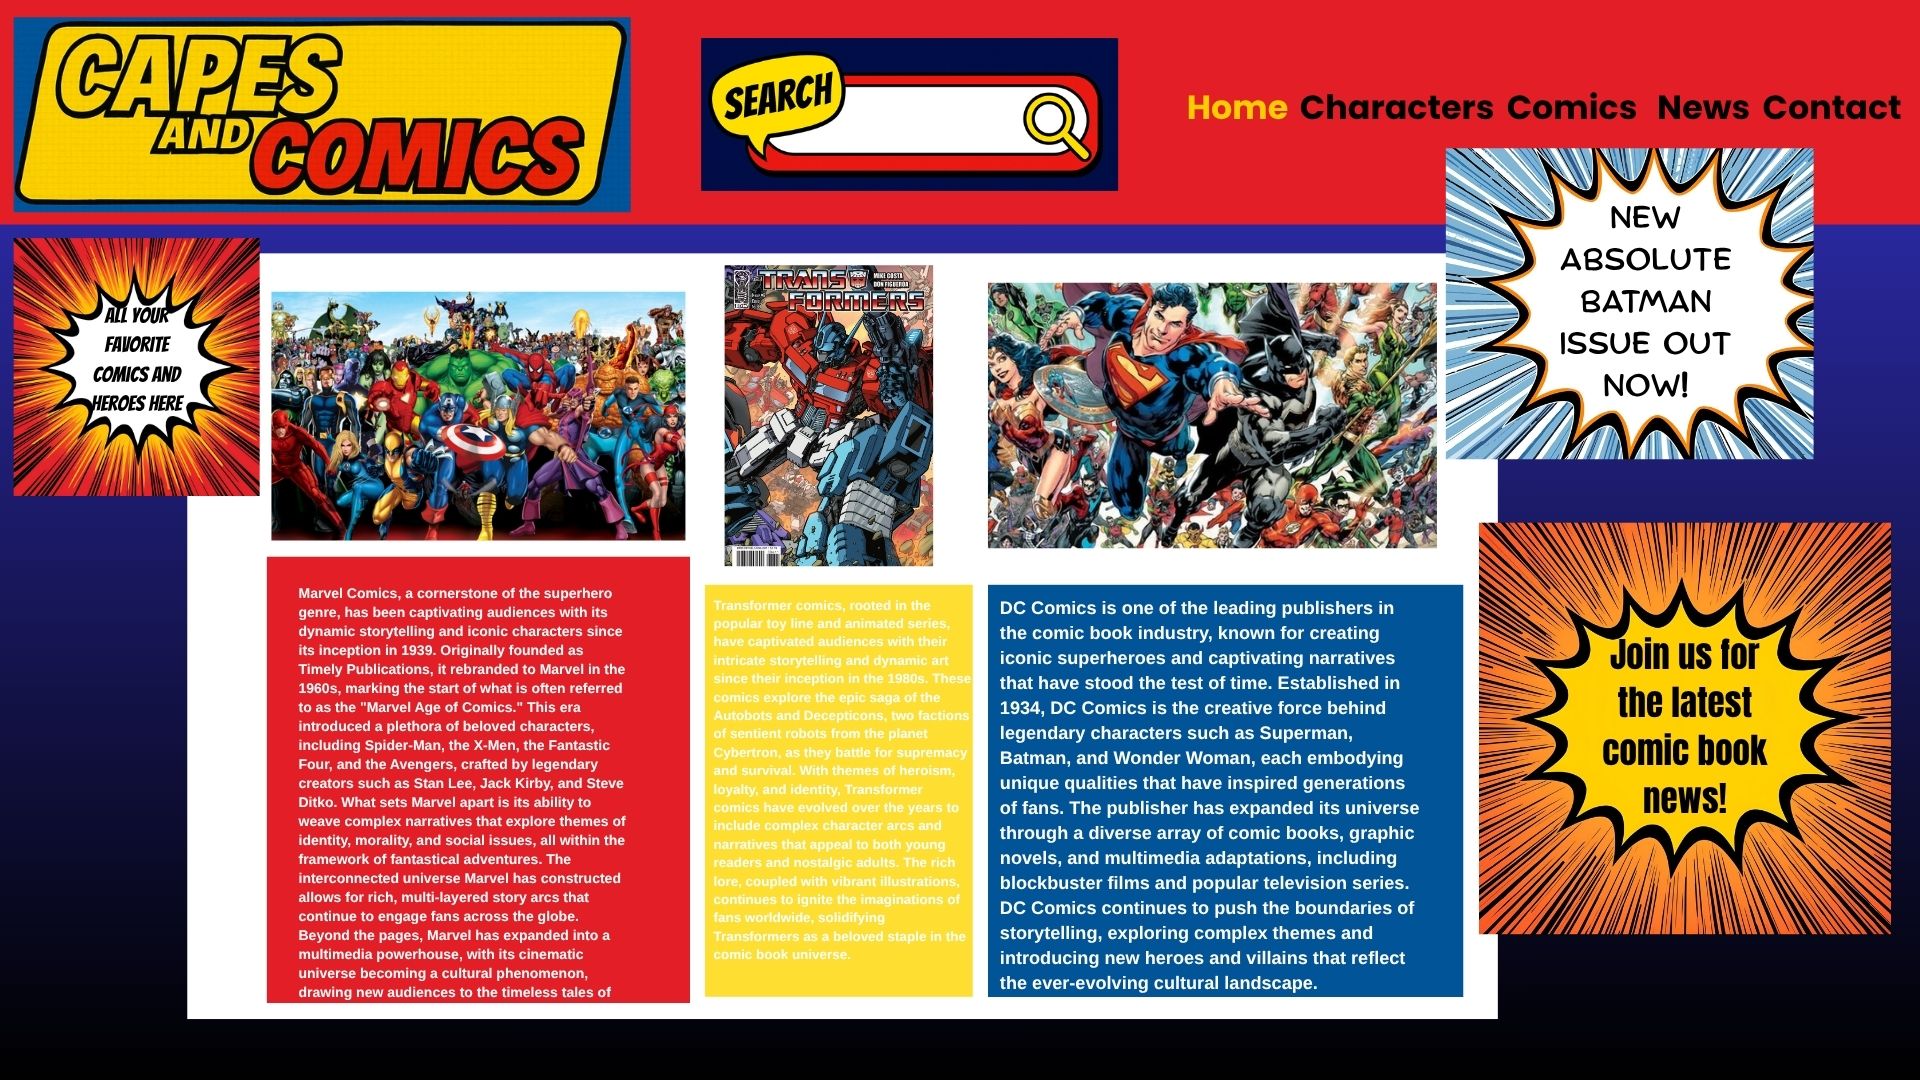 CAPES
AND
COMICS
SEARCH
Home Characters Comics News Contact
ALL YOUR
FAVORITE
COMICS AND
HEROES HERE
TRANSFORMERS
MIKE COSTA
DON FIGUEROA
NEW
ABSOLUTE
BATMAN
ISSUE OUT
NOW!
Marvel Comics, a cornerstone of the superhero
genre, has been captivating audiences with its
dynamic storytelling and iconic characters since
its inception in 1939. Originally founded as
Timely Publications, it rebranded to Marvel in the
1960s, marking the start of what is often referred
to as the "Marvel Age of Comics." This era
introduced a plethora of beloved characters,
including Spider-Man, the X-Men, the Fantastic
Four, and the Avengers, crafted by legendary
creators such as Stan Lee, Jack Kirby, and Steve
Ditko. What sets Marvel apart is its ability to
weave complex narratives that explore themes of
identity, morality, and social issues, all within the
framework of fantastical adventures. The
interconnected universe Marvel has constructed
allows for rich, multi-layered story arcs that
continue to engage fans across the globe.
Beyond the pages, Marvel has expanded into a
multimedia powerhouse, with its cinematic
universe becoming a cultural phenomenon,
drawing new audiences to the timeless tales of
Transformer comics, rooted in the
popular toy line and animated series,
have captivated audiences with their
intricate storytelling and dynamic art
since their inception in the 1980s. These
comics explore the epic saga of the
Autobots and Decepticons, two factions
of sentient robots from the planet
Cybertron, as they battle for supremacy
and survival. With themes of heroism,
loyalty, and identity, Transformer
comics have evolved over the years to
include complex character arcs and
narratives that appeal to both young
readers and nostalgic adults. The rich
lore, coupled with vibrant illustrations,
continues to ignite the imaginations of
fans worldwide, solidifying
Transformers as a beloved staple in the
comic book universe.
DC Comics is one of the leading publishers in
the comic book industry, known for creating
iconic superheroes and captivating narratives
that have stood the test of time. Established in
1934, DC Comics is the creative force behind
legendary characters such as Superman,
Batman, and Wonder Woman, each embodying
unique qualities that have inspired generations
of fans. The publisher has expanded its universe
through a diverse array of comic books, graphic
novels, and multimedia adaptations, including
blockbuster films and popular television series.
DC Comics continues to push the boundaries of
storytelling, exploring complex themes and
introducing new heroes and villains that reflect
the ever-evolving cultural landscape.
Join us for
the latest
comic book
news!